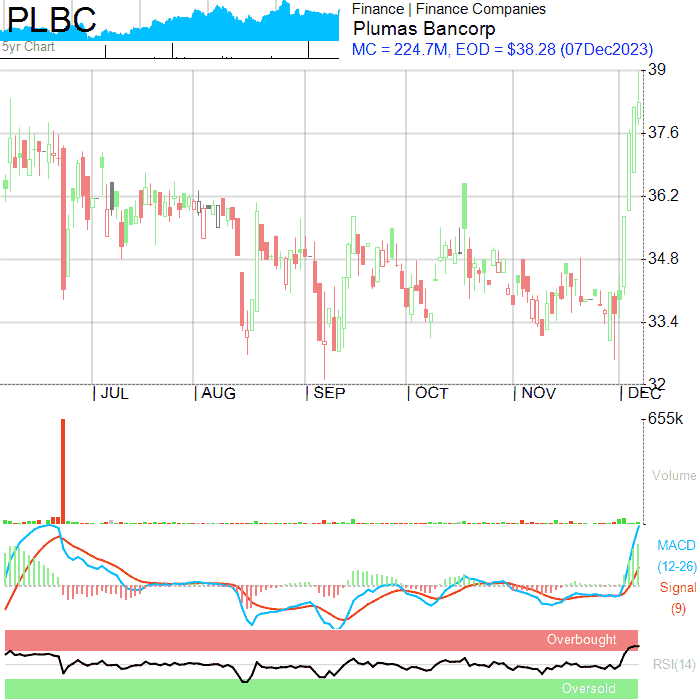 PLBC
5yr Chart
Finance | Finance Companies
Plumas Bancorp
MC = 224.7M, EOD = $38.28 (07Dec2023)
39
37.6
36.2
34.8
33.4
32
JUL AUG SEP OCT NOV DEC
655k
Volume
MACD
(12-26)
Signal
(9)
Overbought
RSI(14)
Oversold